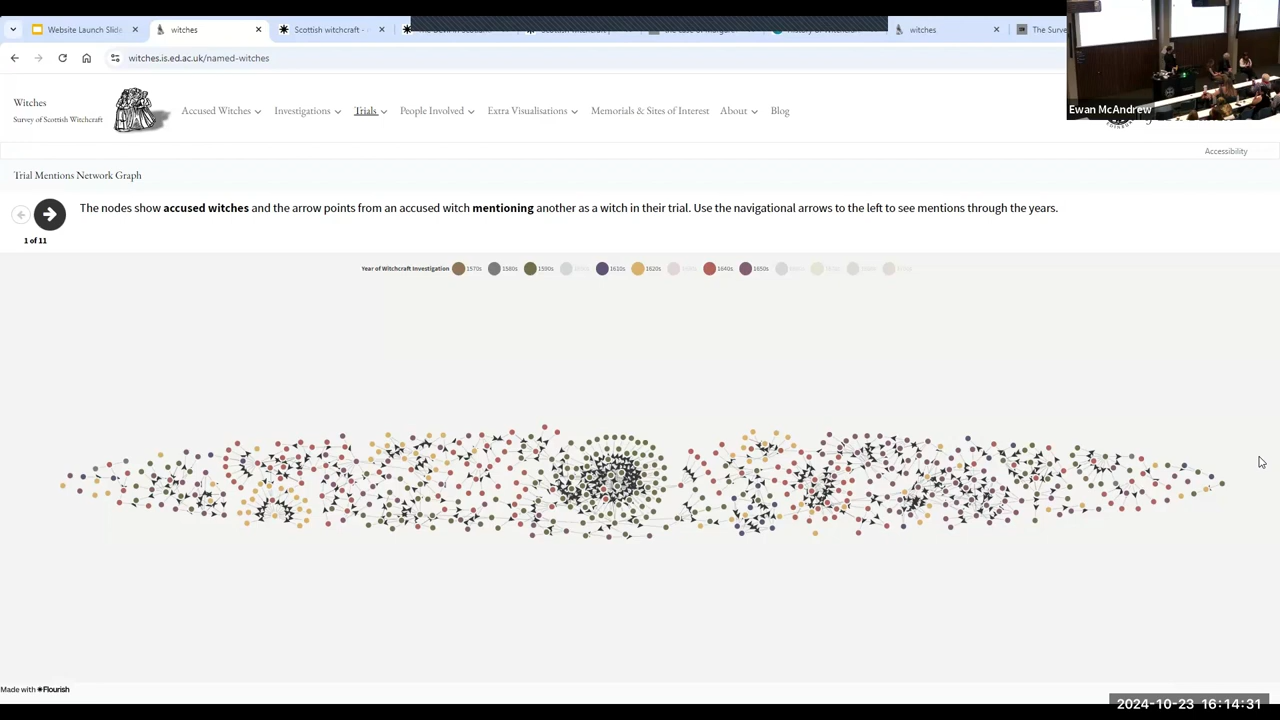 Website Launch Slide
witches
Scottish witchcraft -
witches
The Surve
witches.is.ed.ac.uk/named-witches
Ewan McAndrew
Witches
Survey of Scottish Witchcraft
Accused Witches
Investigations
Trials
People Involved
Extra Visualisations
Memorials & Sites of Interest
About
Blog
Accessibility
Trial Mentions Network Graph
The nodes show accused witches and the arrow points from an accused witch mentioning another as a witch in their trial. Use the navigational arrows to the left to see mentions through the years.
1 of 11
Year of Witchcraft Investigation 1570s 1580s 1590s 1610s 1620s 1640s 1650s
Made with Flourish
2024-10-23 16:14:31